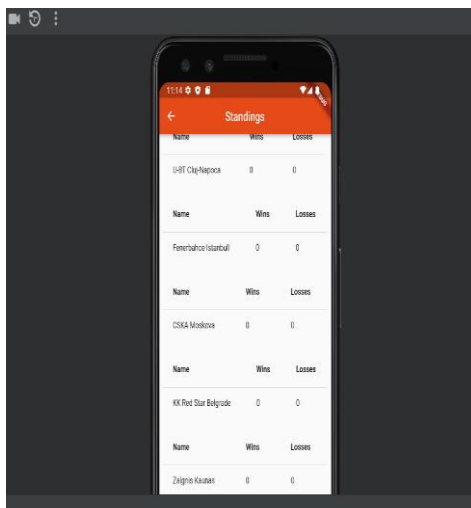 11:14
Standings
Name Wins Losses
U-BT Cluj-Napoca 0 0
Name Wins Losses
Fenerbahce Istanbull 0 0
Name Wins Losses
CSKA Moskova 0 0
Name Wins Losses
KK Red Star Belgrade 0 0
Name Wins Losses
Zalgnis Kaunas 0 0